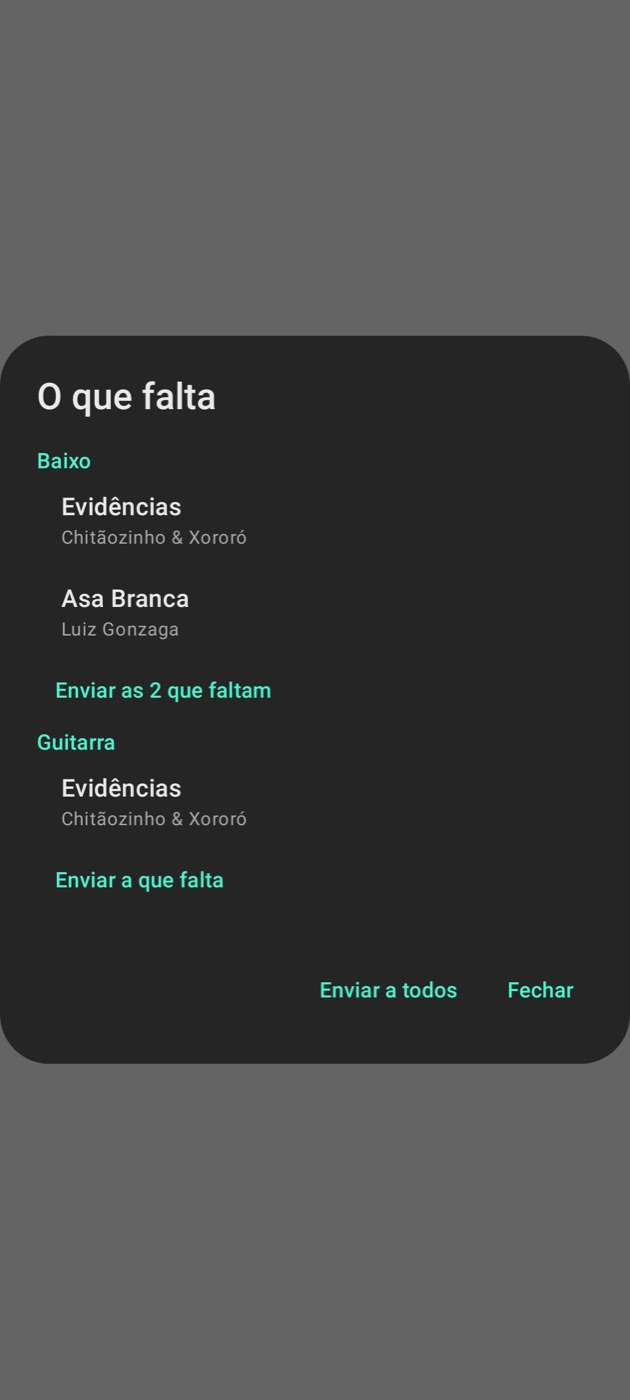 O que falta
Baixo
Evidências
Chitãozinho & Xororó
Asa Branca
Luiz Gonzaga
Enviar as 2 que faltam
Guitarra
Evidências
Chitãozinho & Xororó
Enviar a que falta
Enviar a todos
Fechar